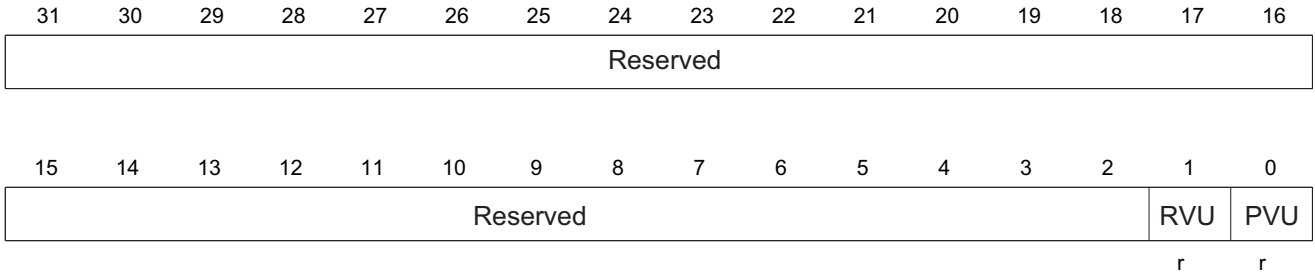 31 30 29 28 27 26 25 24 23 22 21 20 19 18 17 16
Reserved
15 14 13 12 11 10 9 8 7 6 5 4 3 2 1 0
Reserved RVU PVU
r r